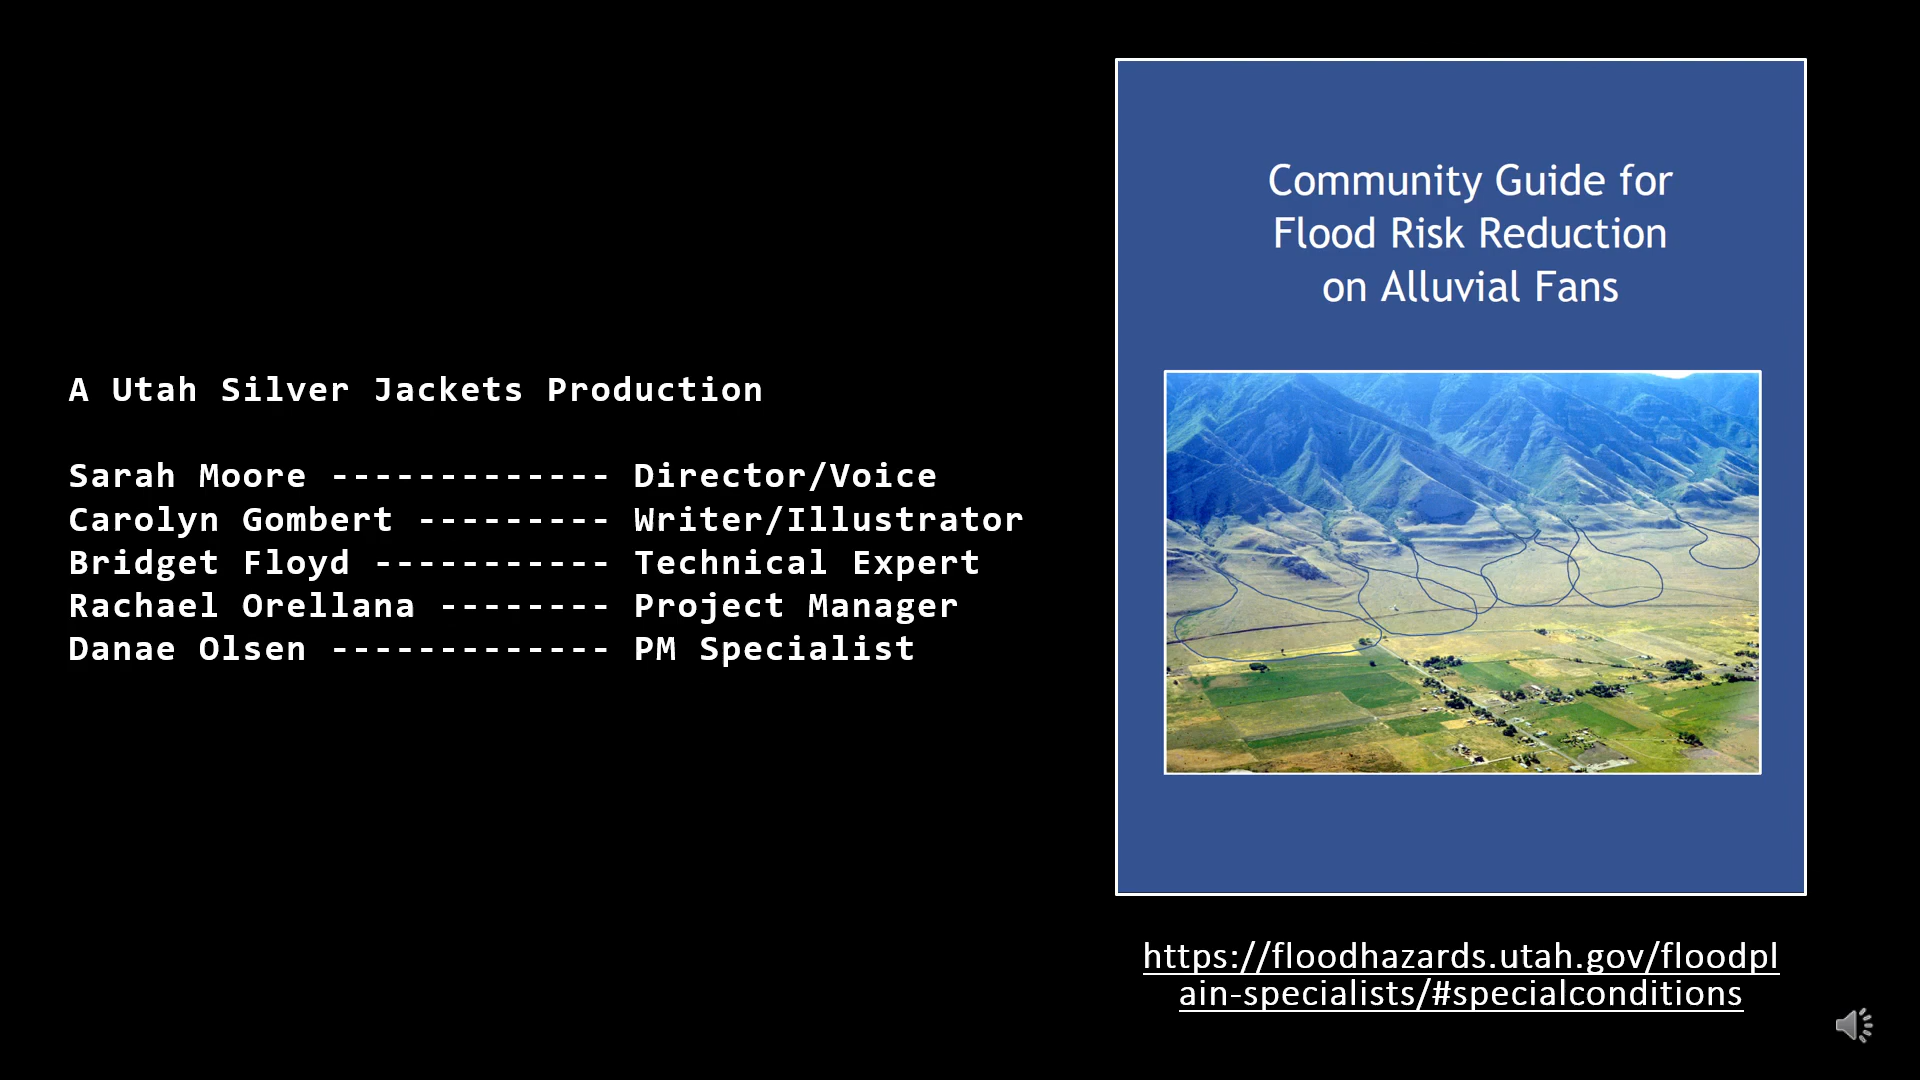 A Utah Silver Jackets Production
Sarah Moore ------------- Director/Voice
Carolyn Gombert --------- Writer/Illustrator
Bridget Floyd ----------- Technical Expert
Rachael Orellana -------- Project Manager
Danae Olsen ------------- PM Specialist
Community Guide for
Flood Risk Reduction
on Alluvial Fans
https://floodhazards.utah.gov/floodpl
ain-specialists/#specialconditions